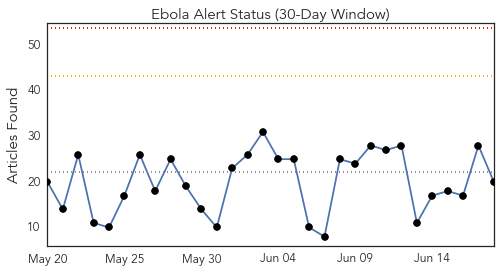 Ebola Alert Status (30-Day Window)
Articles Found
50
40
30
20
10
May 20 May 25 May 30 Jun 04 Jun 09 Jun 14